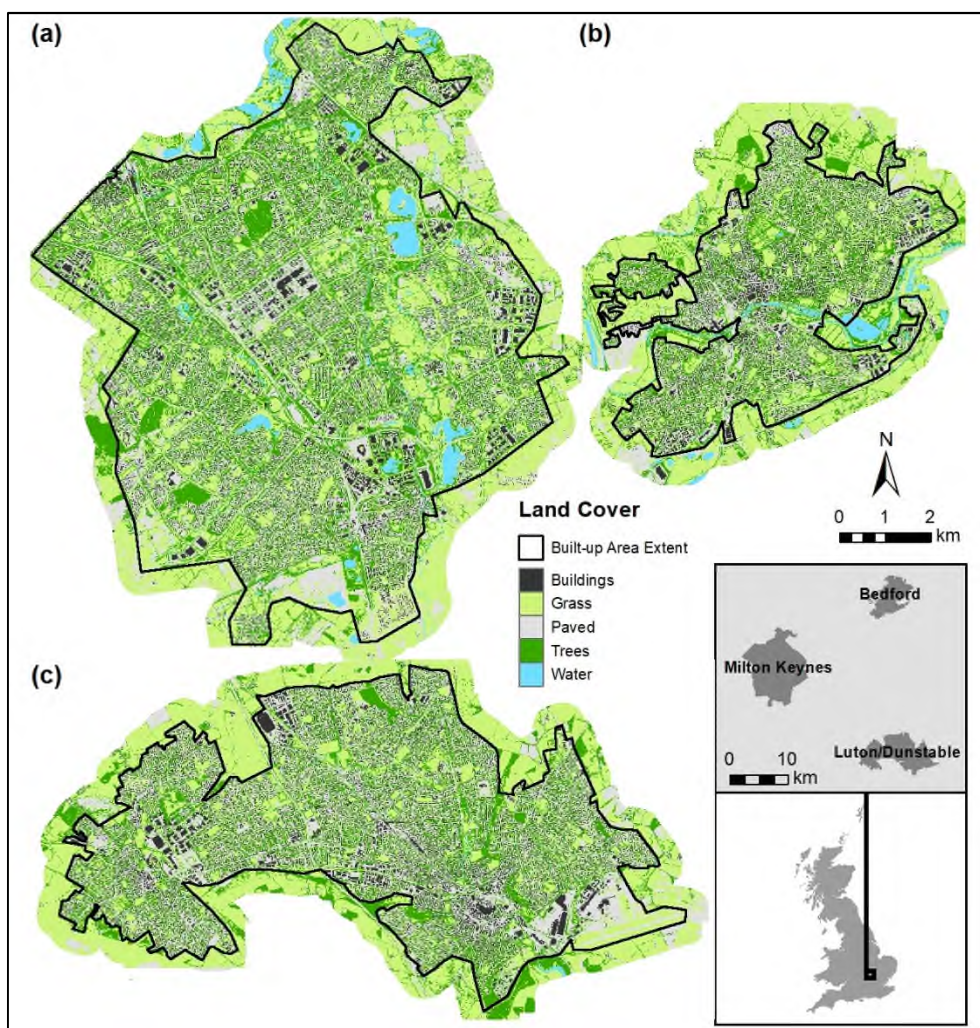 (a)
(b)
N
0 1 2
km
Land Cover
Built-up Area Extent
Buildings
Grass
Paved
Trees
Water
(c)
Bedford
Milton Keynes
Luton/Dunstable
0 10
km